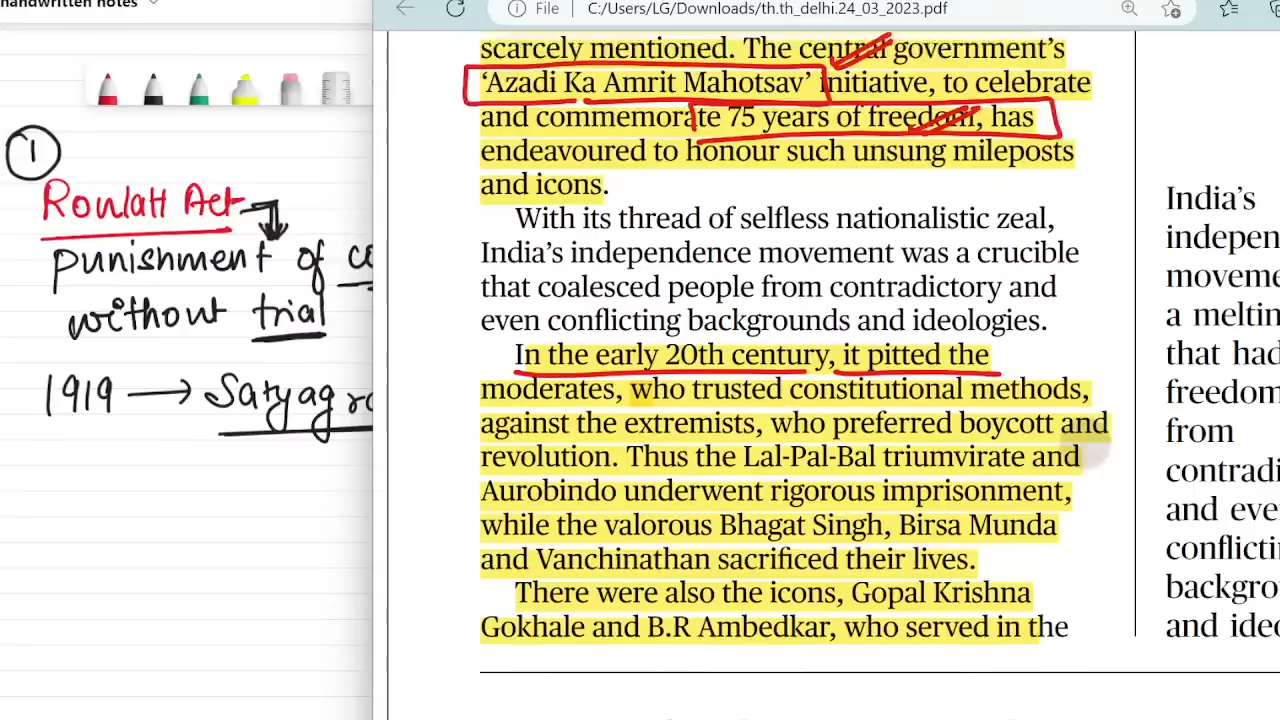 handwritten notes
File
C:/Users/LG/Downloads/th.th_delhi.24_03_2023.pdf
1
Rowlatt Act
punishment of
without trial
1919 → Satyagra
scarcely mentioned. The central government's
'Azadi Ka Amrit Mahotsav' initiative, to celebrate
and commemorate 75 years of freedom, has
endeavoured to honour such unsung mileposts
and icons.
With its thread of selfless nationalistic zeal,
India's independence movement was a crucible
that coalesced people from contradictory and
even conflicting backgrounds and ideologies.
In the early 20th century, it pitted the
moderates, who trusted constitutional methods,
against the extremists, who preferred boycott and
revolution. Thus the Lal-Pal-Bal triumvirate and
Aurobindo underwent rigorous imprisonment,
while the valorous Bhagat Singh, Birsa Munda
and Vanchinathan sacrificed their lives.
There were also the icons, Gopal Krishna
Gokhale and B.R Ambedkar, who served in the
India's
indepen
moveme
a meltin
that had
freedom
from
contradi
and eve
conflicti
backgro
and ideo